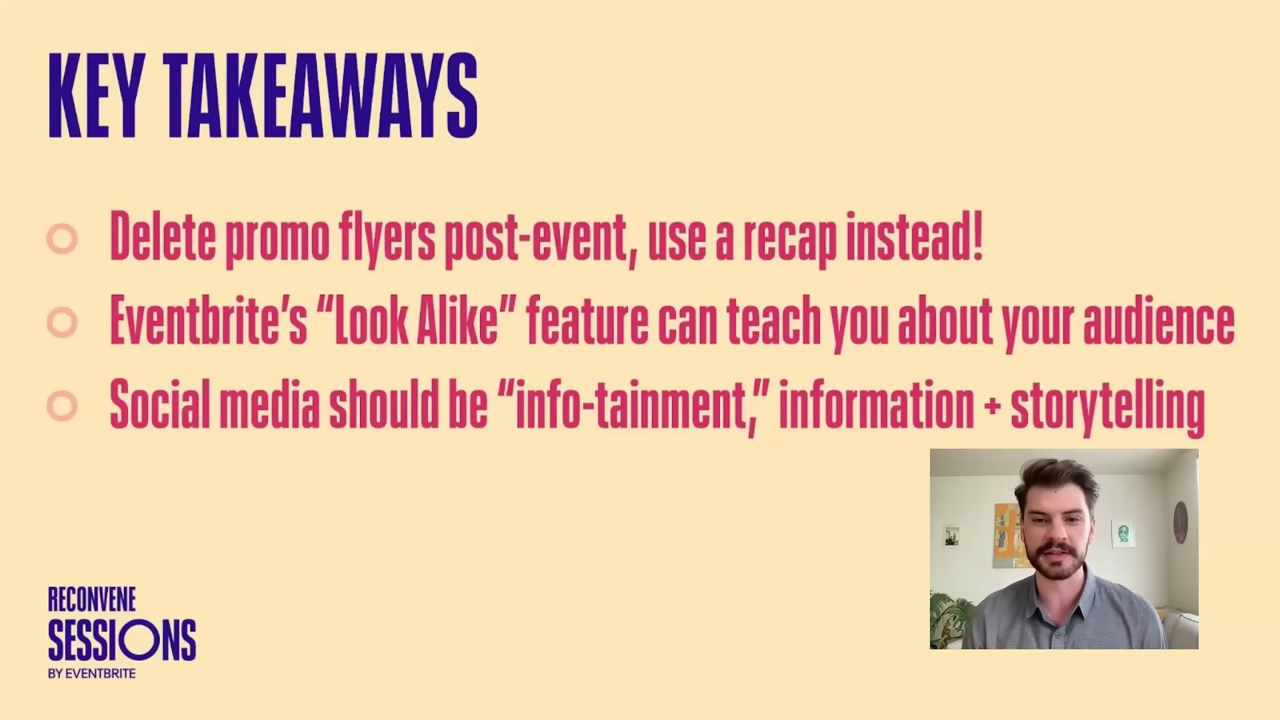 KEY TAKEAWAYS
Delete promo flyers post-event, use a recap instead!
Eventbrite’s “Look Alike” feature can teach you about your audience
Social media should be “info-tainment,” information + storytelling
RECONVENE
SESSIONS
BY EVENTBRITE